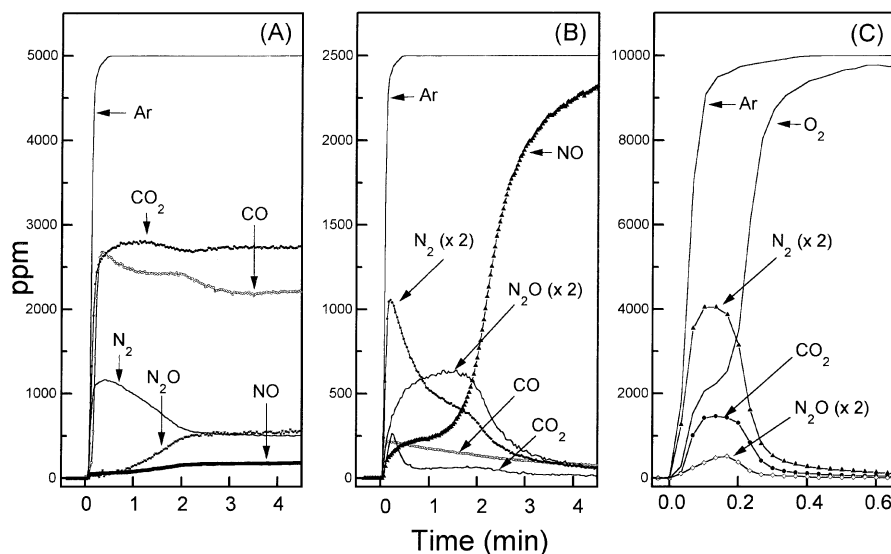 (A)
(B)
(C)
5000
4000
3000
2000
1000
0
ppm
Ar
CO2
CO
N2
N2O
NO
0
1
2
3
4
2500
2000
1500
1000
500
0
Ar
NO
N2 (x 2)
N2O (x 2)
CO
CO2
0
1
2
3
4
10000
8000
6000
4000
2000
0
Ar
O2
N2 (x 2)
CO2
N2O (x 2)
0.0
0.2
0.4
0.6
Time (min)